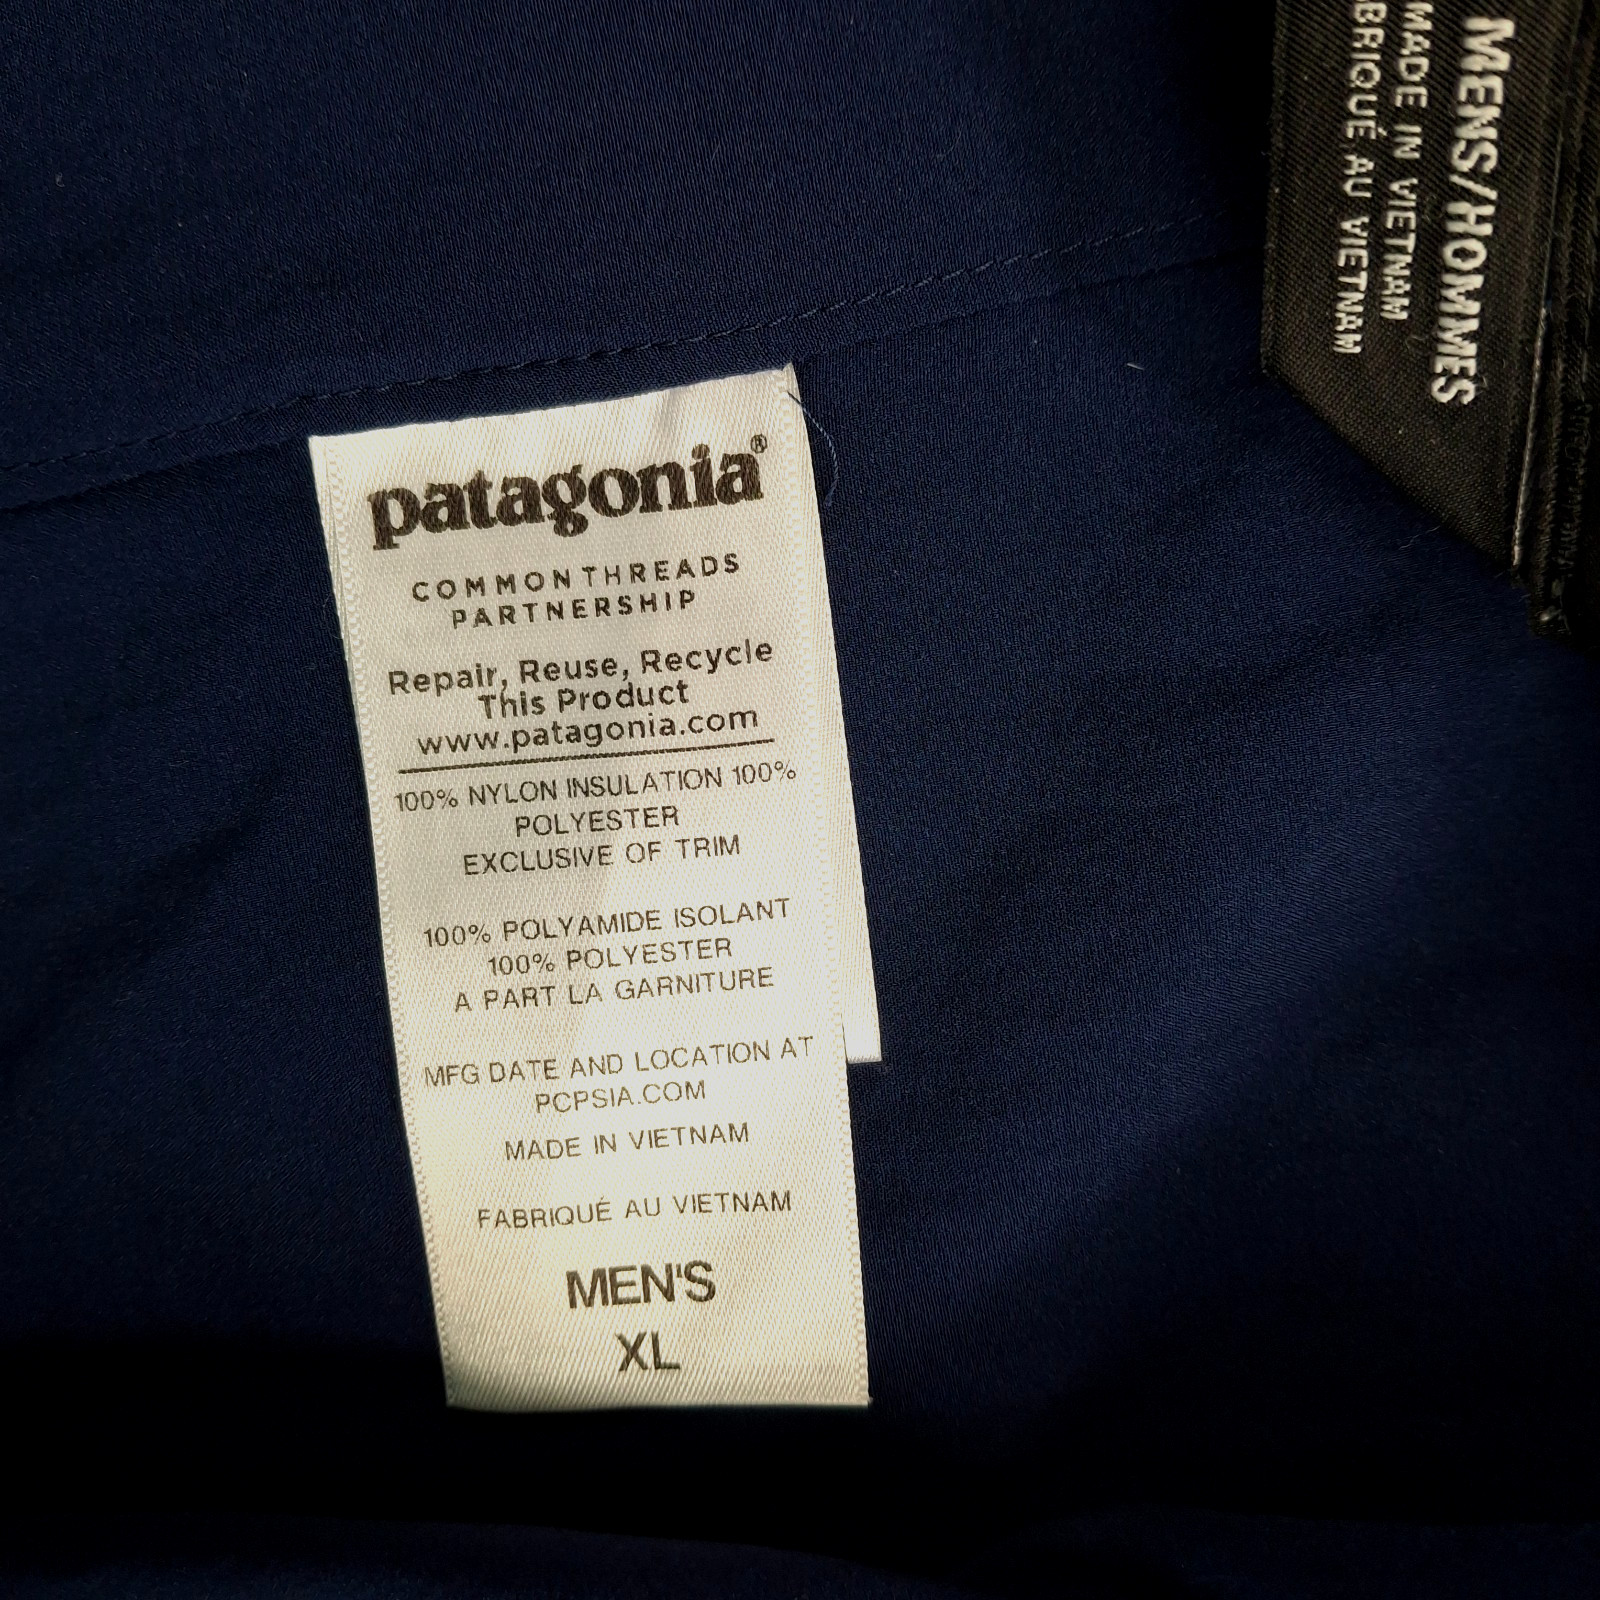 patagonia®
COMMON THREADS
PARTNERSHIP
Repair, Reuse, Recycle
This Product
www.patagonia.com
100% NYLON INSULATION 100%
POLYESTER
EXCLUSIVE OF TRIM
100% POLYAMIDE ISOLANT
100% POLYESTER
A PART LA GARNITURE
MFG DATE AND LOCATION AT
PCPSIA.COM
MADE IN VIETNAM
FABRIQUÉ AU VIETNAM
MEN'S
XL
MENS/HOMMES
MADE IN VIETNAM
BRIQUÉ AU VIETNAM